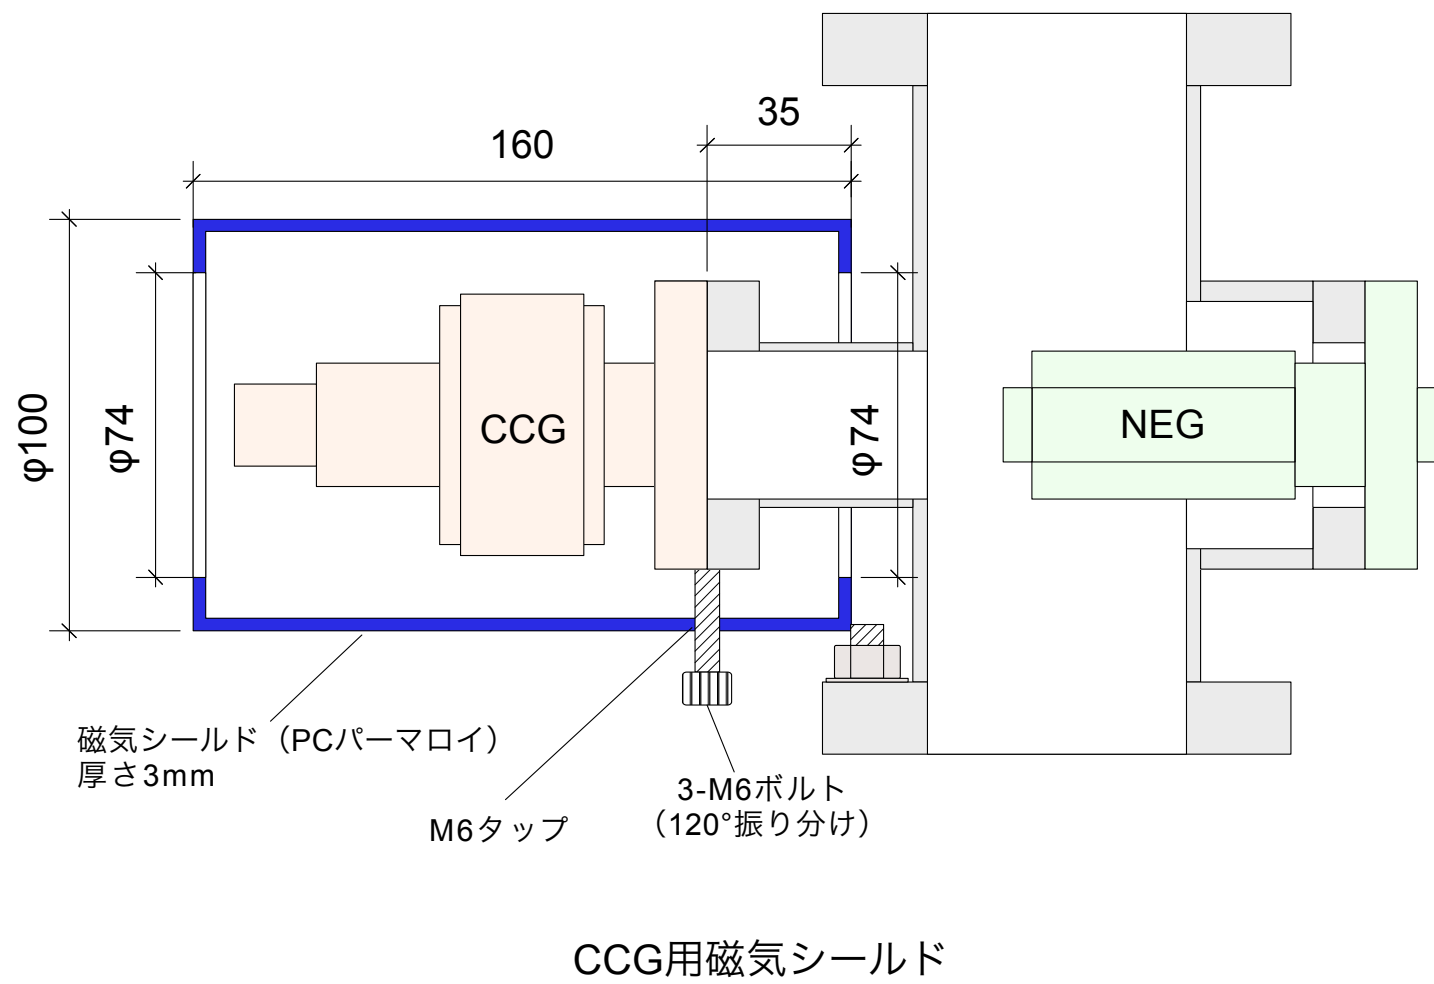 35
160
φ100
φ74
CCG
φ74
NEG
磁気シールド（PCパーマロイ）
厚さ3mm
M6タップ
3-M6ボルト
（120°振り分け）
CCG用磁気シールド